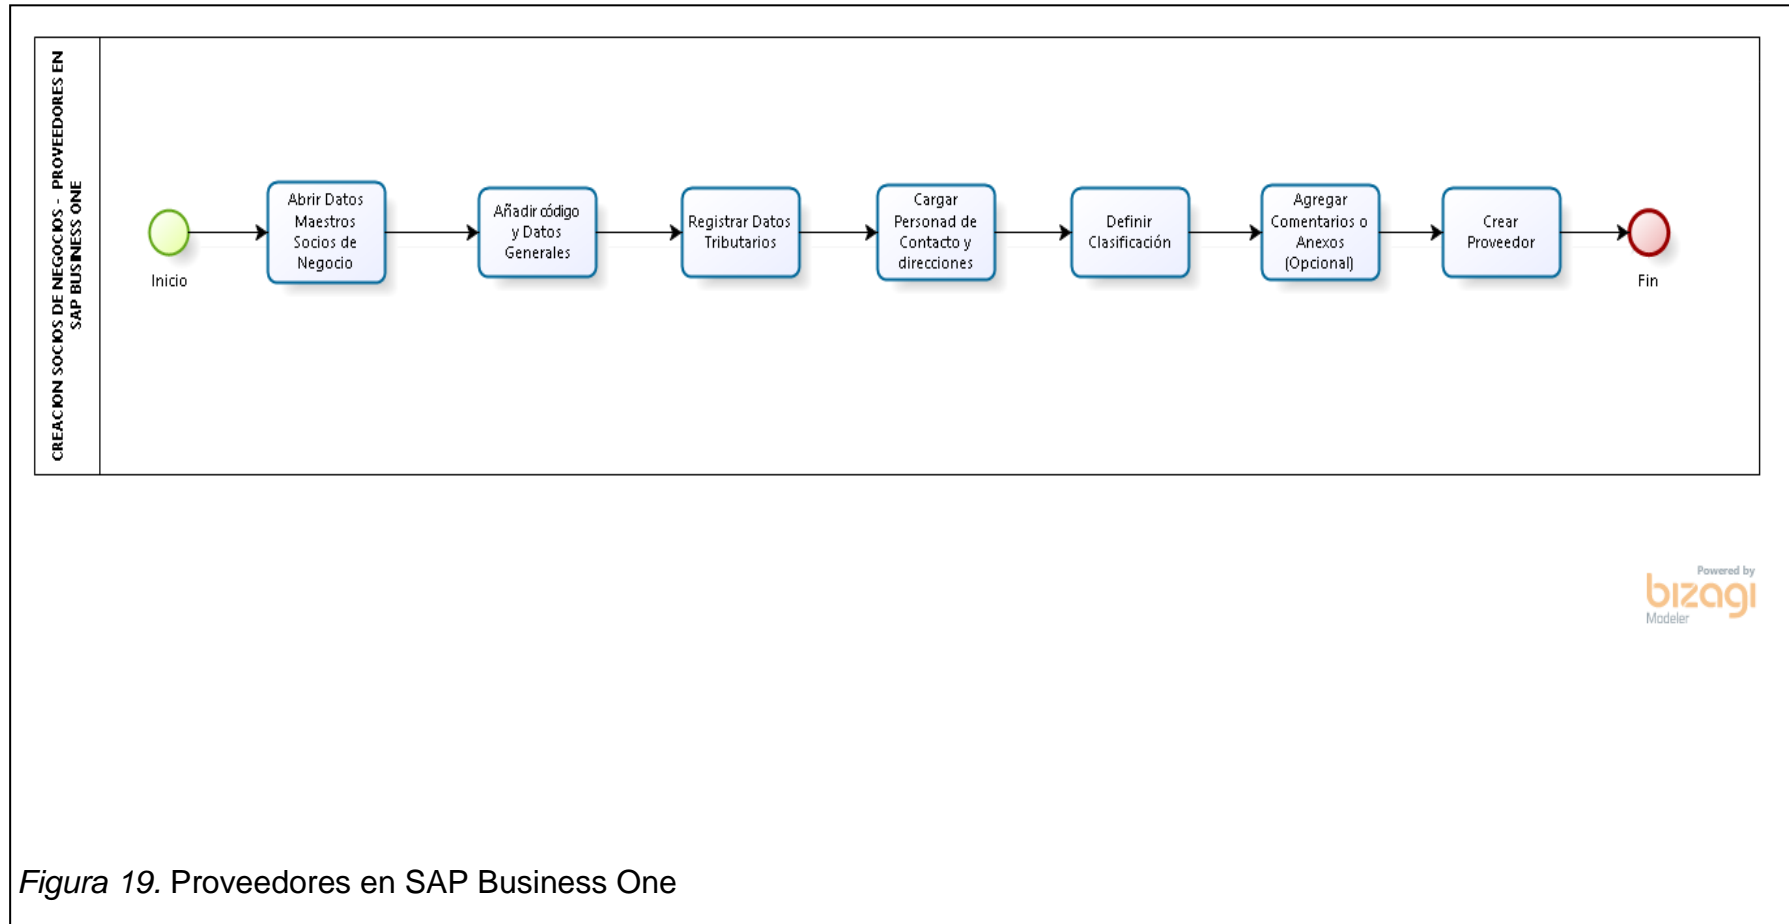 CREACION SOCIOS DE NEGOCIOS - PROVEEDORES EN
SAP BUSINESS ONE
Inicio
Abrir Datos
Maestros
Socios de
Negocio
Añadir código
y Datos
Generales
Registrar Datos
Tributarios
Cargar
Personad de
Contacto y
direcciones
Definir
Clasificación
Agregar
Comentarios o
Anexos
(Opcional)
Crear
Proveedor
Fin
Powered by
bizagi
Modeler
Figura 19. Proveedores en SAP Business One